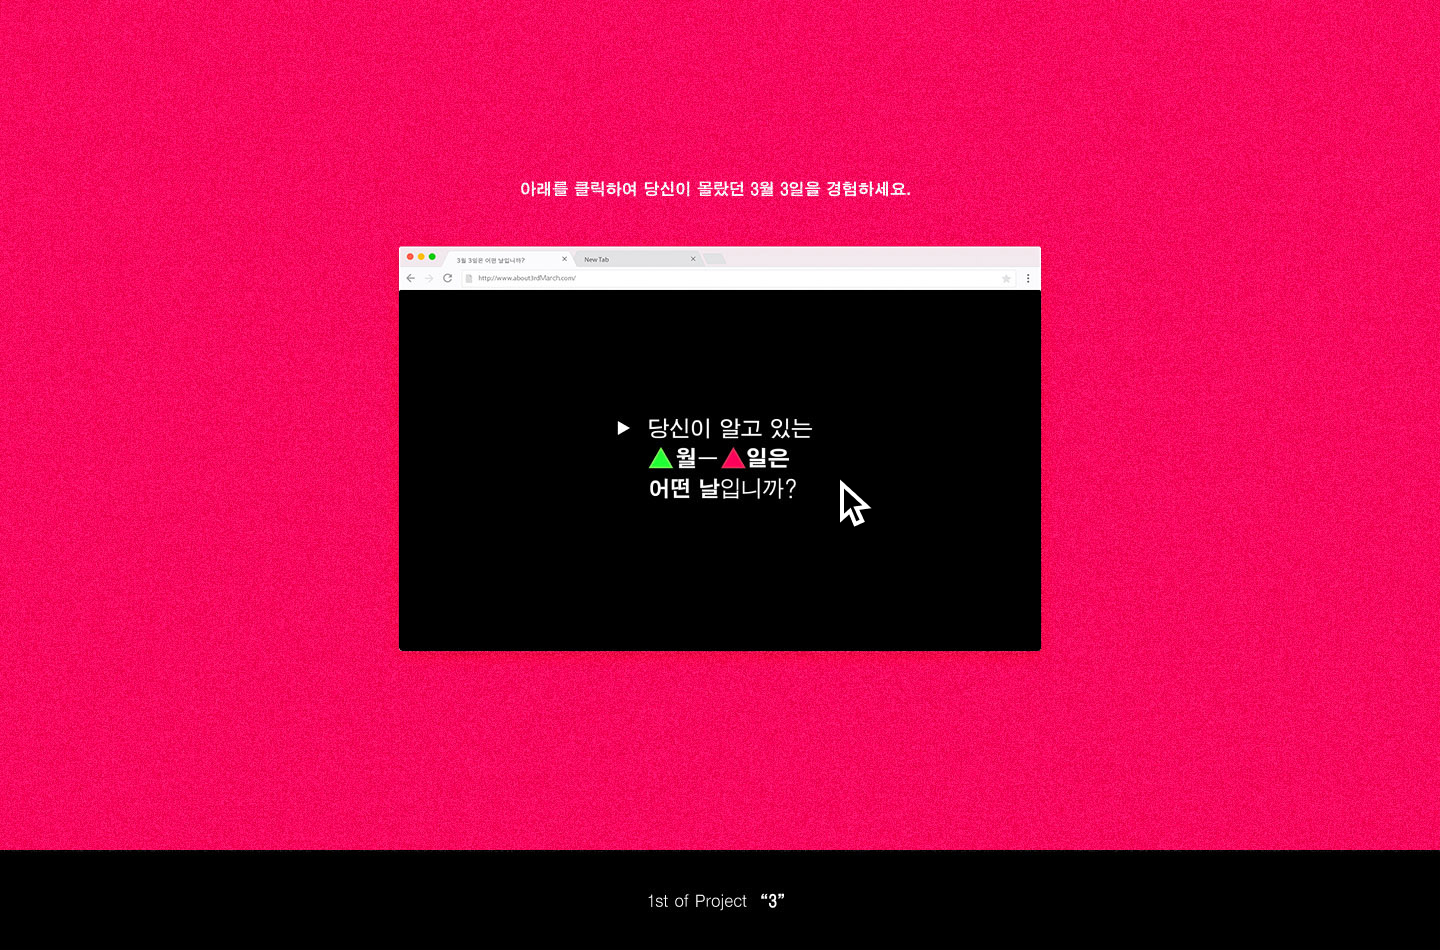 아래를 클릭하여 당신이 몰랐던 3월 3일을 경험하세요.
3월 3일은 어떤 날입니까?
New Tab
http://www.about3rdMarch.com/
▶ 당신이 알고 있는
▲월—▲일은
어떤 날입니까?
1st of Project “3”